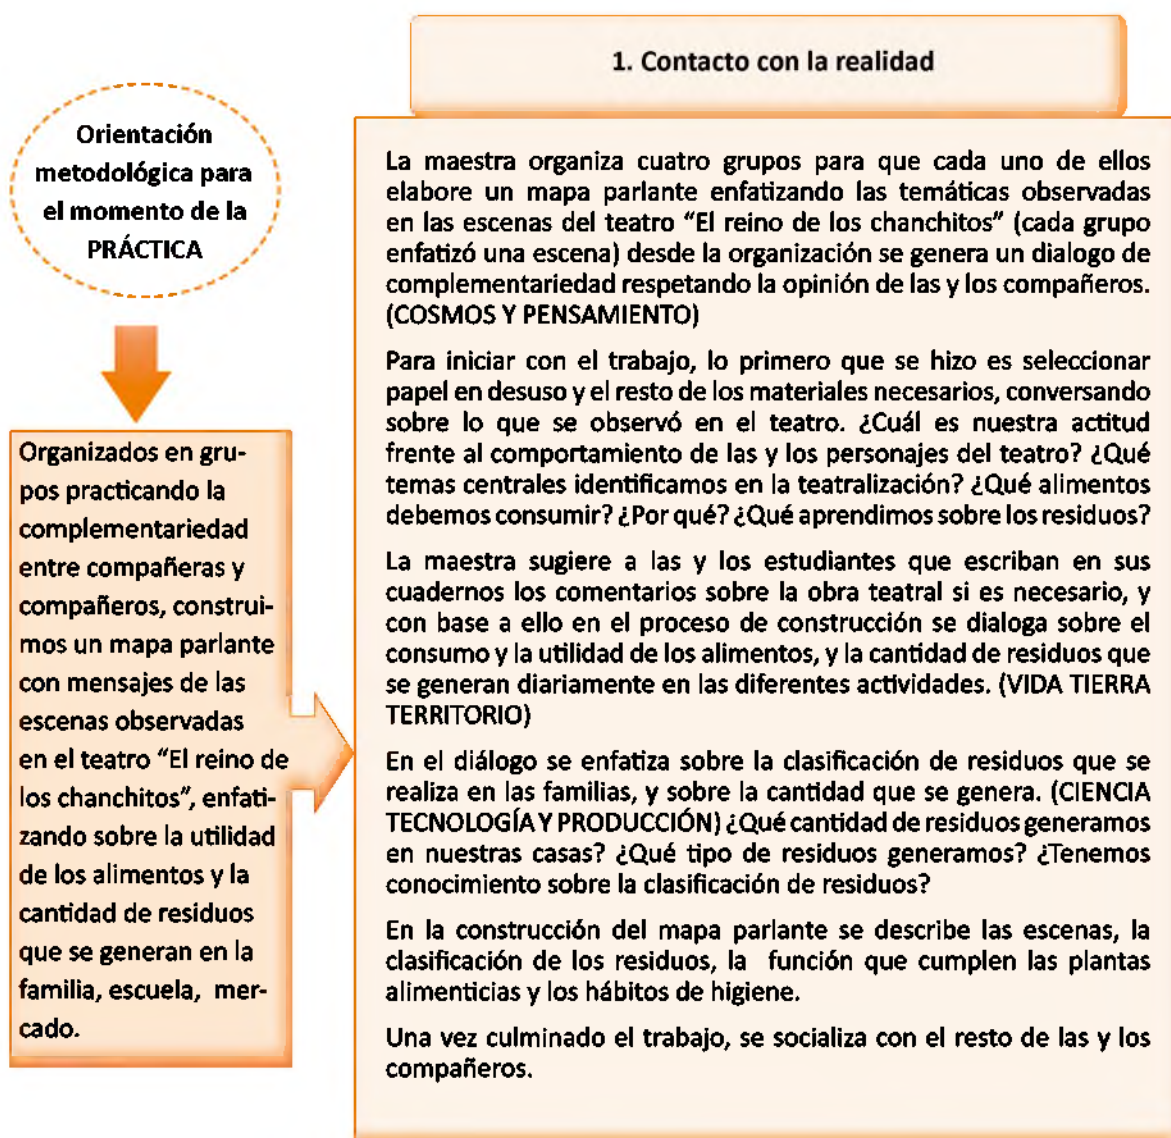 Orientación
metodológica para
el momento de la
PRÁCTICA
Organizados en gru-
pos practicando la
complementariedad
entre compañeras y
compañeros, construi-
mos un mapa parlante
con mensajes de las
escenas observadas
en el teatro “El reino de
los chanchitos”, enfati-
zando sobre la utilidad
de los alimentos y la
cantidad de residuos
que se generan en la
familia, escuela, mer-
cado.
1. Contacto con la realidad
La maestra organiza cuatro grupos para que cada uno de ellos
elabore un mapa parlante enfatizando las temáticas observadas
en las escenas del teatro “El reino de los chanchitos” (cada grupo
enfatizó una escena) desde la organización se genera un dialogo de
complementariedad respetando la opinión de las y los compañeros.
(COSMOS Y PENSAMIENTO)
Para iniciar con el trabajo, lo primero que se hizo es seleccionar
papel en desuso y el resto de los materiales necesarios, conversando
sobre lo que se observó en el teatro. ¿Cuál es nuestra actitud
frente al comportamiento de las y los personajes del teatro? ¿Qué
temas centrales identificamos en la teatralización? ¿Qué alimentos
debemos consumir? ¿Por qué? ¿Qué aprendimos sobre los residuos?
La maestra sugiere a las y los estudiantes que escriban en sus
cuadernos los comentarios sobre la obra teatral si es necesario, y
con base a ello en el proceso de construcción se dialoga sobre el
consumo y la utilidad de los alimentos, y la cantidad de residuos que
se generan diariamente en las diferentes actividades. (VIDA TIERRA
TERRITORIO)
En el diálogo se enfatiza sobre la clasificación de residuos que se
realiza en las familias, y sobre la cantidad que se genera. (CIENCIA
TECNOLOGÍA Y PRODUCCIÓN) ¿Qué cantidad de residuos generamos
en nuestras casas? ¿Qué tipo de residuos generamos? ¿Tenemos
conocimiento sobre la clasificación de residuos?
En la construcción del mapa parlante se describe las escenas, la
clasificación de los residuos, la función que cumplen las plantas
alimenticias y los hábitos de higiene.
Una vez culminado el trabajo, se socializa con el resto de las y los
compañeros.